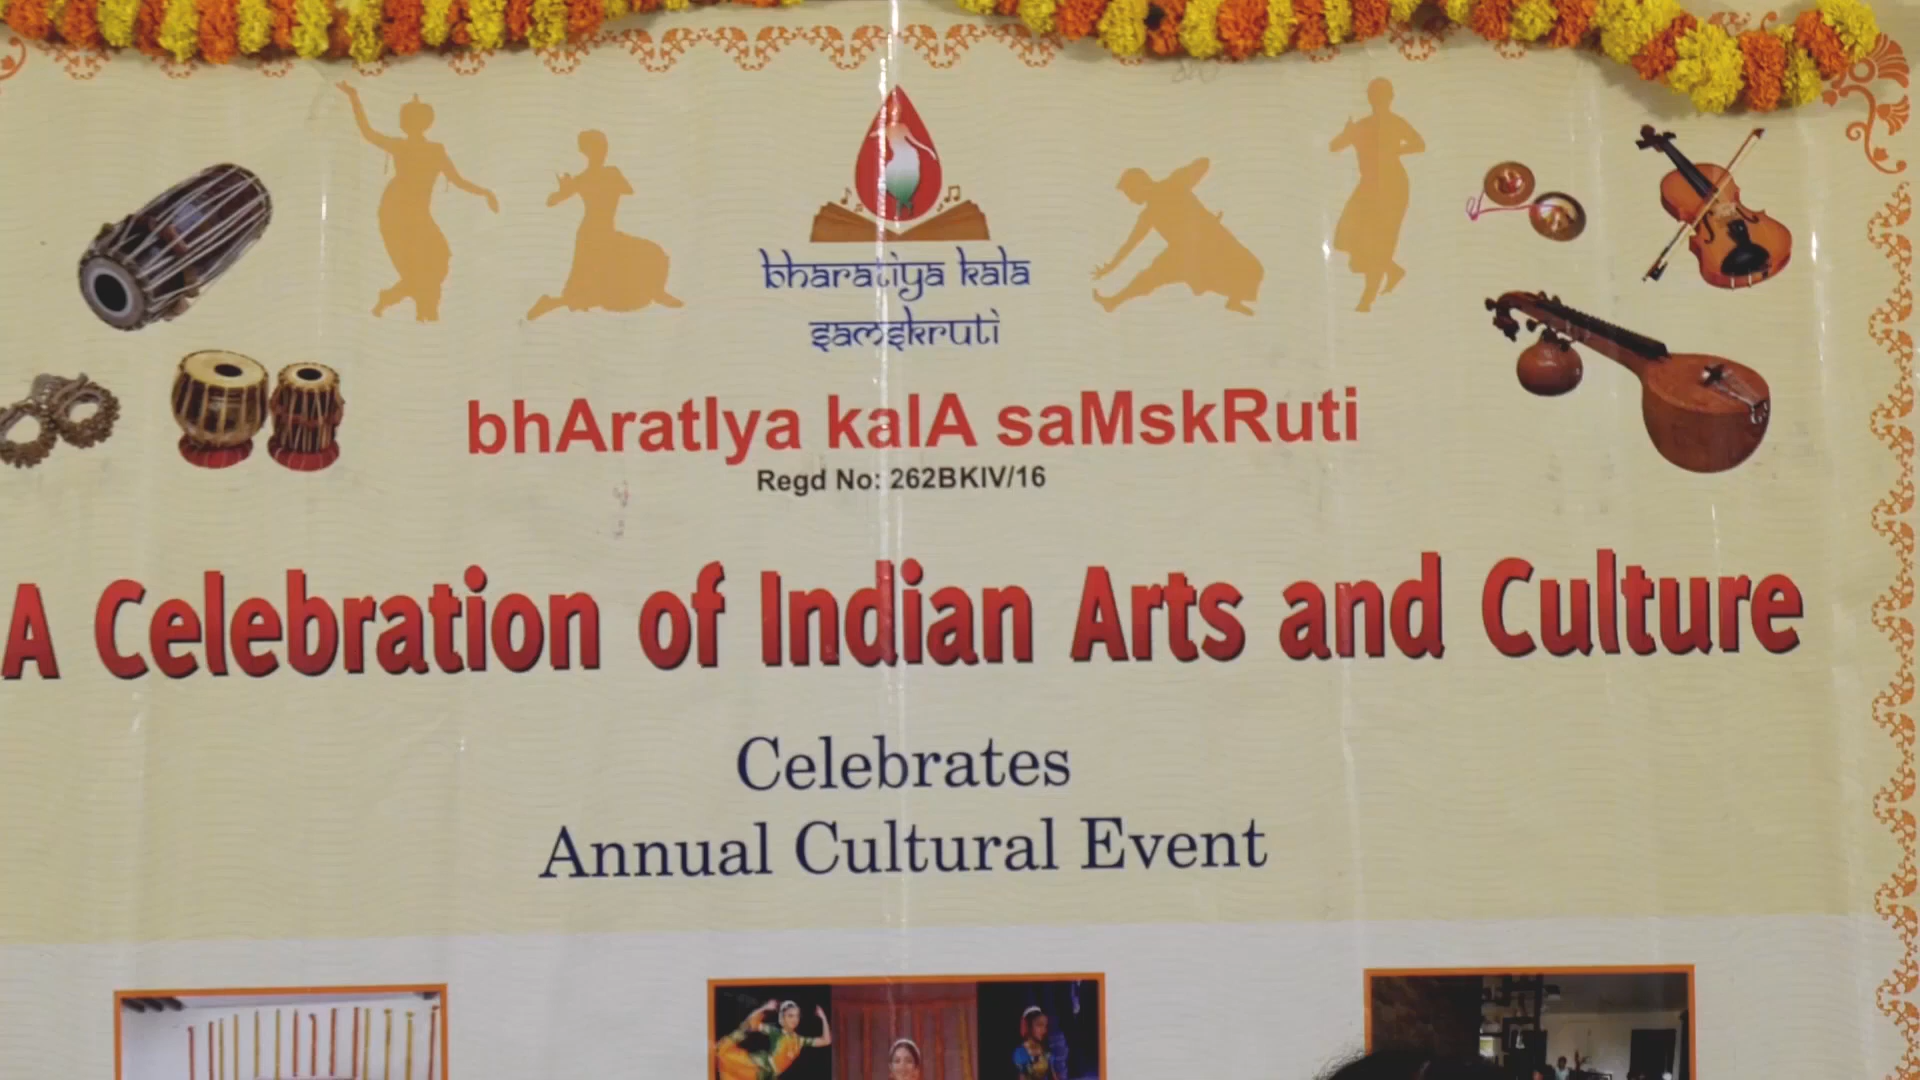 bharatiya kala
samskruti
bhAratIya kalA saMskRuti
Regd No: 262BKIV/16
A Celebration of Indian Arts and Culture
Celebrates
Annual Cultural Event